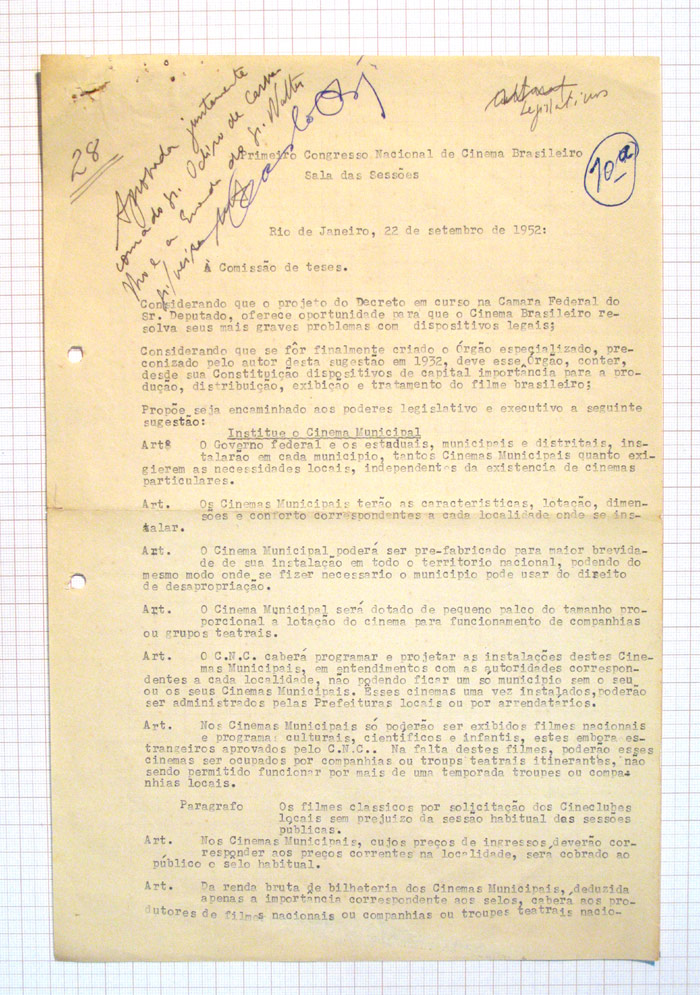 28
Aprovada juntamente
com a do Sr.
e a Emenda do Sr. Walter
Legislativos
10a
Primeiro Congresso Nacional de Cinema Brasileiro
Sala das Sessões
Rio de Janeiro, 22 de setembro de 1952:
À Comissão de teses.
Considerando que o projeto do Decreto em curso na Camara Federal do
Sr. Deputado, oferece oportunidade para que o Cinema Brasileiro re-
solva seus mais graves problemas com dispositivos legais;
Considerando que se fôr finalmente criado o Órgão especializado, pre-
conizado pelo autor desta sugestão em 1932, deve esse Órgão, conter,
desde sua Constituição dispositivos de capital importância para a pro-
dução, distribuição, exibição e tratamento do filme brasileiro;
Propõe seja encaminhado aos poderes legislativo e executivo a seguinte
sugestão:
Institue o Cinema Municipal
Artº O Governo federal e os estaduais, municipais e distritais, ins-
talarão em cada municipio, tantos Cinemas Municipais quanto exi-
gierem as necessidades locais, independentes da existencia de cinemas
particulares.
Art. Os Cinemas Municipais terão as caracteristicas, lotação, dimen-
sões e conforto correspondentes a cada localidade onde se ins-
talar.
Art. O Cinema Municipal poderá ser pre-fabricado para maior brevida-
de de sua instalação em todo o territorio nacional, podendo do
mesmo modo onde se fizer necessario o municipio pode usar do direito
de desapropriação.
Art. O Cinema Municipal será dotado de pequeno palco do tamanho pro-
porcional a lotação do cinema para funcionamento de companhias
ou grupos teatrais.
Art. O C.N.C. caberá programar e projetar as instalações destes Cine-
mas Municipais, em entendimentos com as autoridades correspon-
dentes a cada localidade, não podendo ficar um so municipio sem o seu
ou os seus Cinemas Municipais. Esses cinemas uma vez instalados,poderão
ser administrados pelas Prefeituras locais ou por arrendatarios.
Art. Nos Cinemas Municipais só poderão ser exibidos filmes nacionais
e programas culturais, cientificos e infantis, estes embora es-
trangeiros aprovados pelo C.N.C.. Na falta destes filmes, poderão esses
cinemas ser ocupados por companhias ou troups teatrais itinerantes, não
sendo permitido funcionar por mais de uma temporada troupes ou compa-
nhias locais.
Paragrafo Os filmes classicos por solicitação dos Cineclubes
locais sem prejuizo da sessão habitual das sessões
publicas.
Art. Nos Cinemas Municipais, cujos preços de ingressos,deverão cor-
responder aos preços correntes na localidade, sera cobrado ao
público o selo habitual.
Art. Da renda bruta de bilheteria dos Cinemas Municipais, deduzida
apenas a importância correspondente aos selos, cabera aos pro-
dutores de filmes nacionais ou companhias ou troupes teatrais nacio-